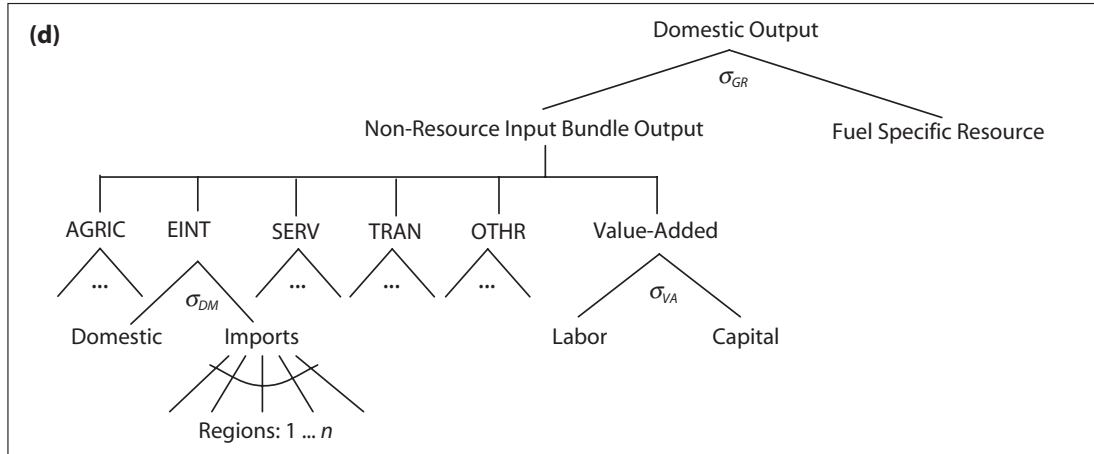 (d)
Domestic Output
σGR
Non-Resource Input Bundle Output
Fuel Specific Resource
AGRIC EINT SERV TRAN OTHR Value-Added
... ... ... ...
σDM σVA
Domestic Imports Labor Capital
Regions: 1 ... n